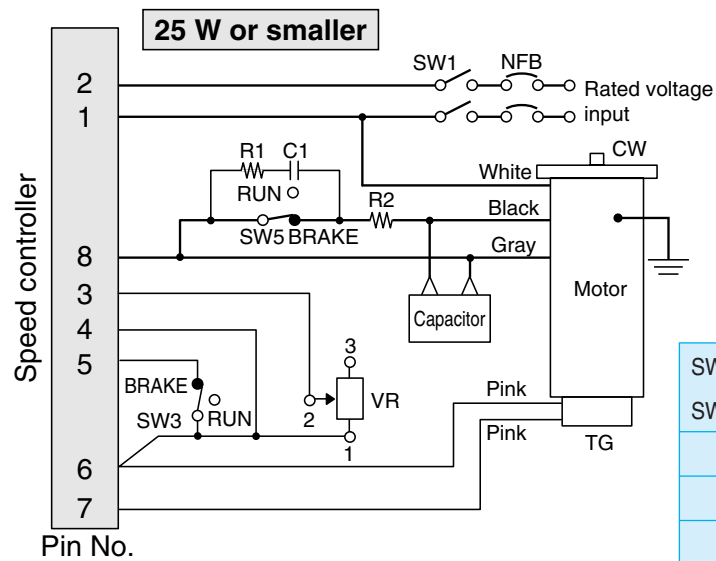 25 W or smaller
SW1
NFB
2
Rated voltage
input
1
CW
R1
C1
White
RUN
R2
Black
SW5
BRAKE
Gray
8
Speed controller
3
Motor
4
Capacitor
5
3
BRAKE
VR
Pink
RUN
2
SW3
1
Pink
TG
6
7
Pin No.
SW
SW